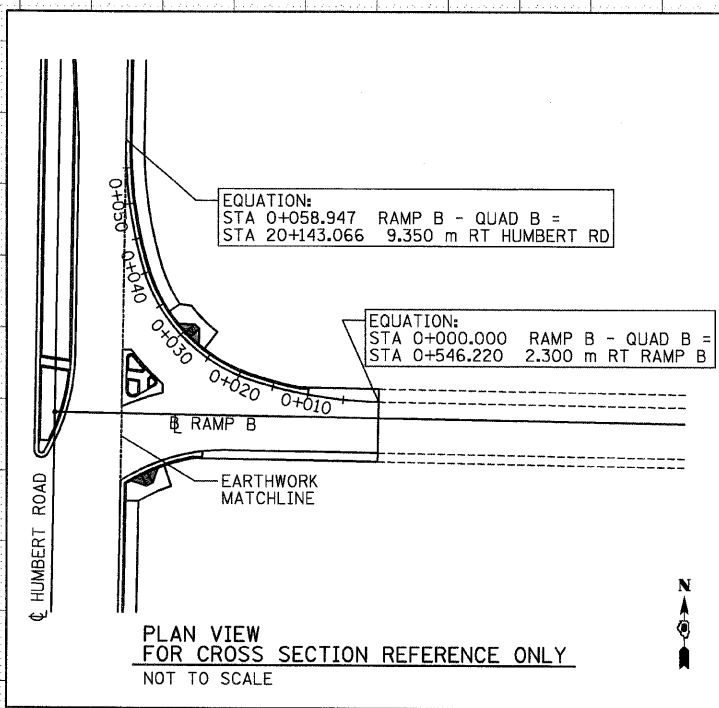 EQUATION:
STA 0+058.947 RAMP B - QUAD B =
STA 20+143.066 9.350 m RT HUMBERT RD
EQUATION:
STA 0+000.000 RAMP B - QUAD B =
STA 0+546.220 2.300 m RT RAMP B
0+050
0+040
0+030
0+020
0+010
℄ RAMP B
EARTHWORK
MATCHLINE
℄ HUMBERT ROAD
N
PLAN VIEW
FOR CROSS SECTION REFERENCE ONLY
NOT TO SCALE